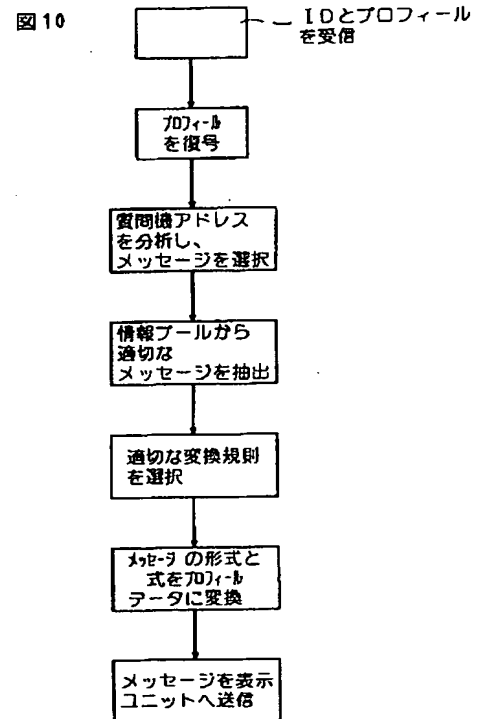 図10
IDとプロフィール
を受信
プロフィール
を復号
質問機アドレス
を分析し、
メッセージを選択
情報プールから
適切な
メッセージを抽出
適切な変換規則
を選択
メッセージの形式と
式をプロフィール
データに変換
メッセージを表示
ユニットへ送信